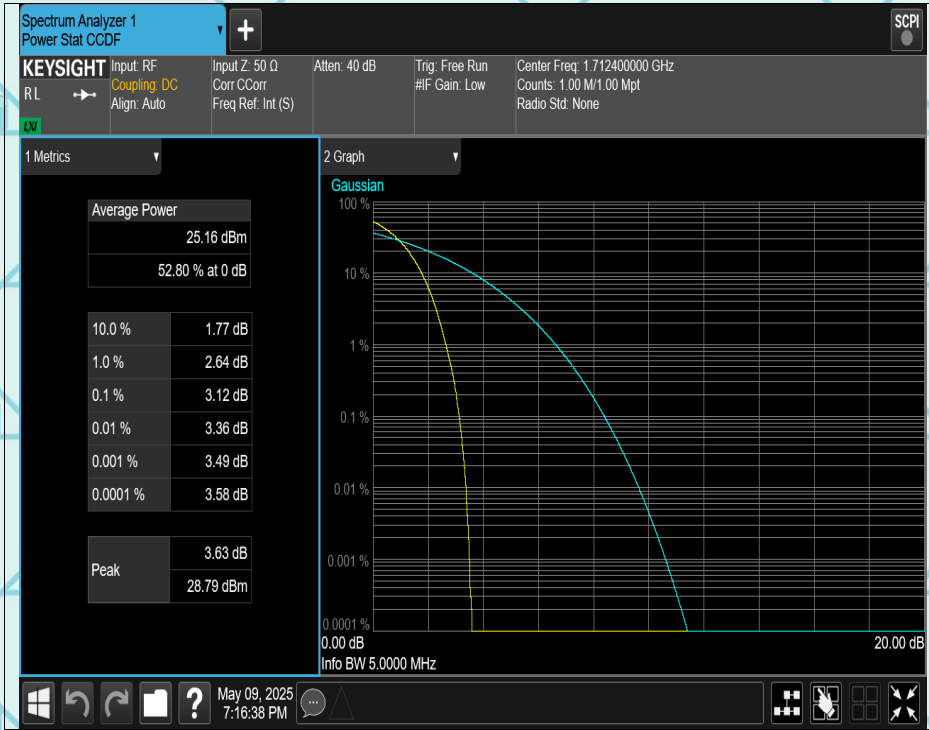 Spectrum Analyzer 1
Power Stat CCDF
+
SCPI
KEYSIGHT
RL
LXI
Input: RF
Coupling: DC
Align: Auto
Input Z: 50 Ω
Corr CCorr
Freq Ref: Int (S)
Atten: 40 dB
Trig: Free Run
#IF Gain: Low
Center Freq: 1.712400000 GHz
Counts: 1.00 M/1.00 Mpt
Radio Std: None
1 Metrics
Average Power
25.16 dBm
52.80 % at 0 dB
10.0 % 1.77 dB
1.0 % 2.64 dB
0.1 % 3.12 dB
0.01 % 3.36 dB
0.001 % 3.49 dB
0.0001 % 3.58 dB
Peak
3.63 dB
28.79 dBm
2 Graph
Gaussian
100 %
10 %
1 %
0.1 %
0.01 %
0.001 %
0.0001 %
0.00 dB
20.00 dB
Info BW 5.0000 MHz
?
May 09, 2025
7:16:38 PM